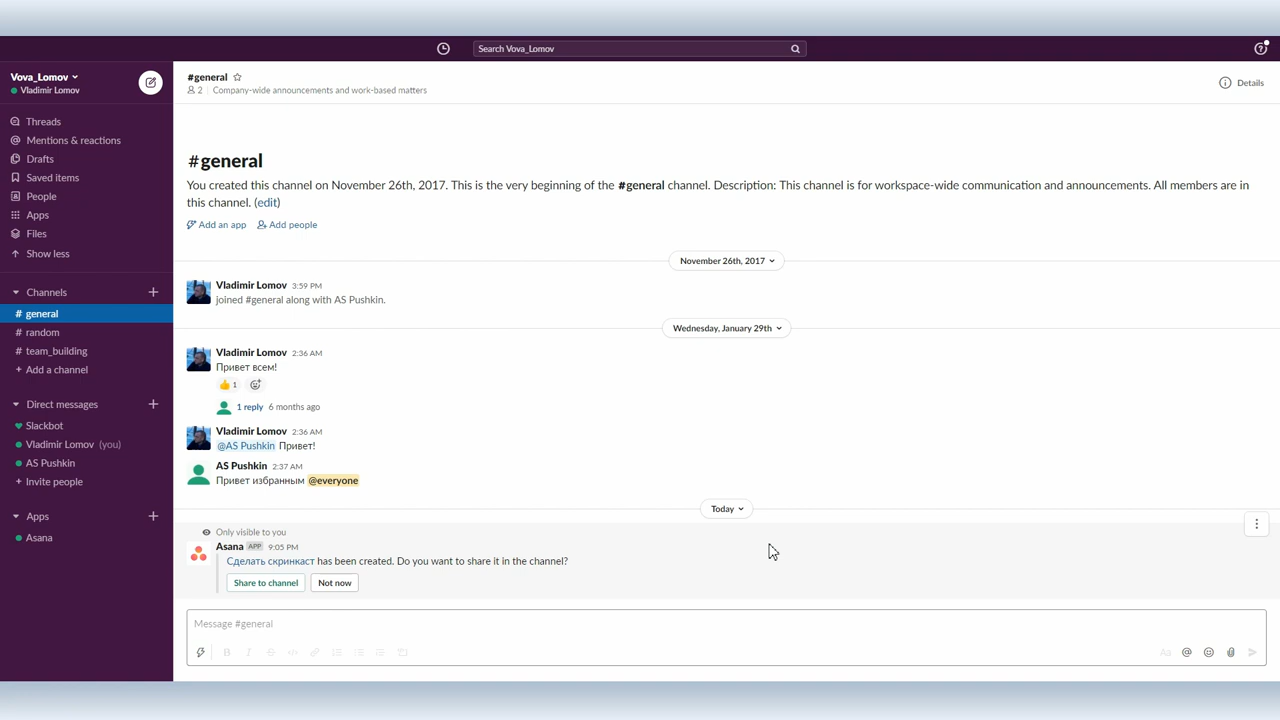 Search Vova_Lomov
Vova_Lomov
Vladimir Lomov
Threads
Mentions & reactions
Drafts
Saved items
People
Apps
Files
Show less
Channels
# general
# random
# team_building
+ Add a channel
Direct messages
Slackbot
Vladimir Lomov (you)
AS Pushkin
+ Invite people
Apps
Asana
#general
2 | Company-wide announcements and work-based matters
Details
#general
You created this channel on November 26th, 2017. This is the very beginning of the #general channel. Description: This channel is for workspace-wide communication and announcements. All members are in
this channel. (edit)
Add an app Add people
November 26th, 2017
Vladimir Lomov 3:59 PM
joined #general along with AS Pushkin.
Wednesday, January 29th
Vladimir Lomov 2:36 AM
Привет всем!
1
1 reply 6 months ago
Vladimir Lomov 2:36 AM
@AS Pushkin Привет!
AS Pushkin 2:37 AM
Привет избранным @everyone
Today
Only visible to you
Asana APP 9:05 PM
Сделать скринкаст has been created. Do you want to share it in the channel?
Share to channel Not now
Message #general
B I S Aa @